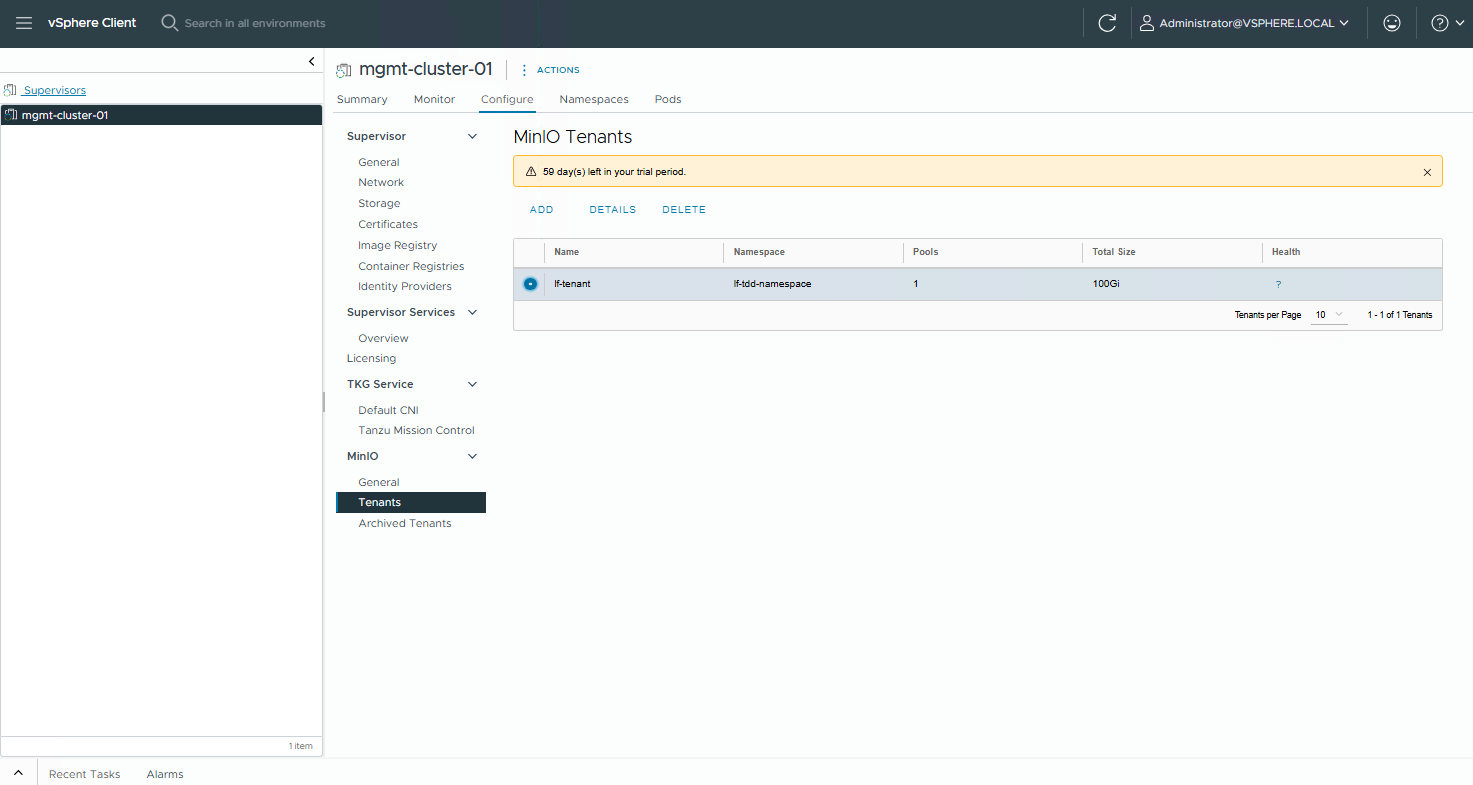 vSphere Client
Search in all environments
Administrator@VSPHERE.LOCAL
Supervisors
mgmt-cluster-01
1 item
mgmt-cluster-01
ACTIONS
Summary Monitor Configure Namespaces Pods
Supervisor
General
Network
Storage
Certificates
Image Registry
Container Registries
Identity Providers
Supervisor Services
Overview
Licensing
TKG Service
Default CNI
Tanzu Mission Control
MinIO
General
Tenants
Archived Tenants
MinIO Tenants
59 day(s) left in your trial period.
ADD DETAILS DELETE
Name Namespace Pools Total Size Health
lf-tenant lf-tdd-namespace 1 100Gi ?
Tenants per Page 10 1 - 1 of 1 Tenants
Recent Tasks Alarms